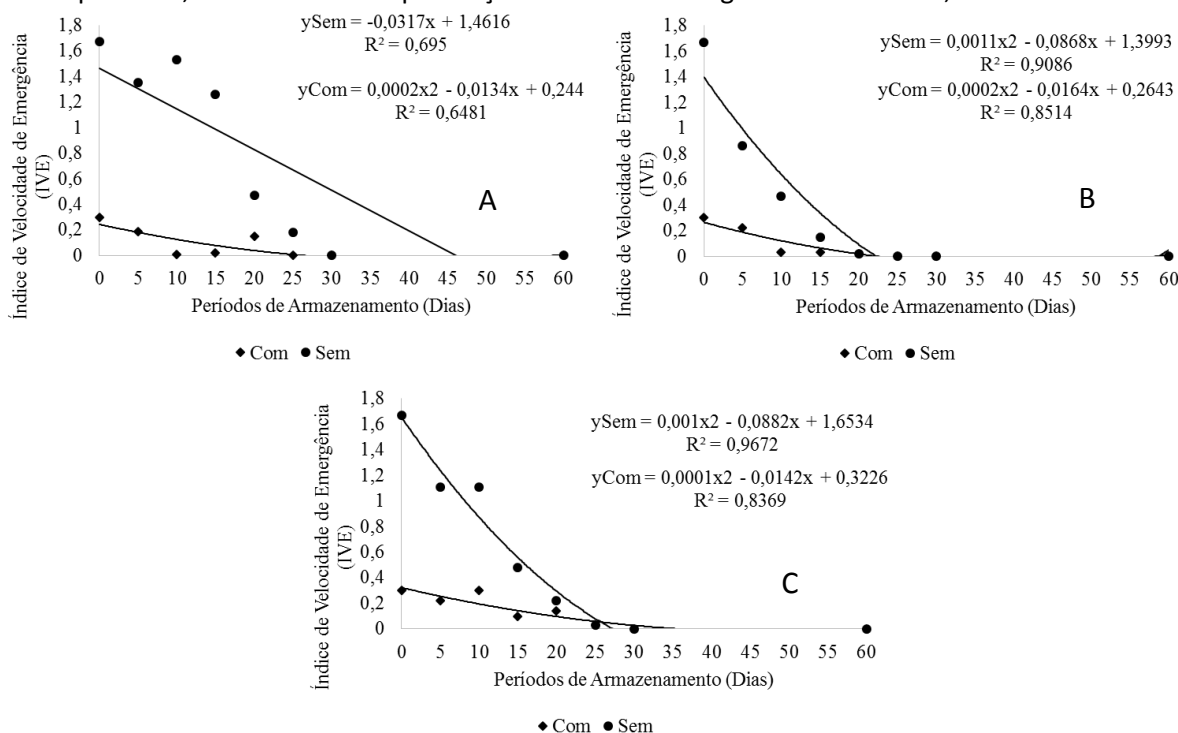 1,8
1,6
1,4
1,2
1
0,8
0,6
0,4
0,2
0
Índice de Velocidade de Emergência
(IVE)
ySem = -0,0317x + 1,4616
R² = 0,695
yCom = 0,0002x2 - 0,0134x + 0,244
R² = 0,6481
A
0 5 10 15 20 25 30 35 40 45 50 55 60
Períodos de Armazenamento (Dias)
Com Sem
1,8
1,6
1,4
1,2
1
0,8
0,6
0,4
0,2
0
Índice de Velocidade de Emergência
(IVE)
ySem = 0,0011x2 - 0,0868x + 1,3993
R² = 0,9086
yCom = 0,0002x2 - 0,0164x + 0,2643
R² = 0,8514
B
0 5 10 15 20 25 30 35 40 45 50 55 60
Períodos de Armazenamento (Dias)
Com Sem
1,8
1,6
1,4
1,2
1
0,8
0,6
0,4
0,2
0
Índice de Velocidade de Emergência
(IVE)
ySem = 0,001x2 - 0,0882x + 1,6534
R² = 0,9672
yCom = 0,0001x2 - 0,0142x + 0,3226
R² = 0,8369
C
0 5 10 15 20 25 30 35 40 45 50 55 60
Períodos de Armazenamento (Dias)
Com Sem